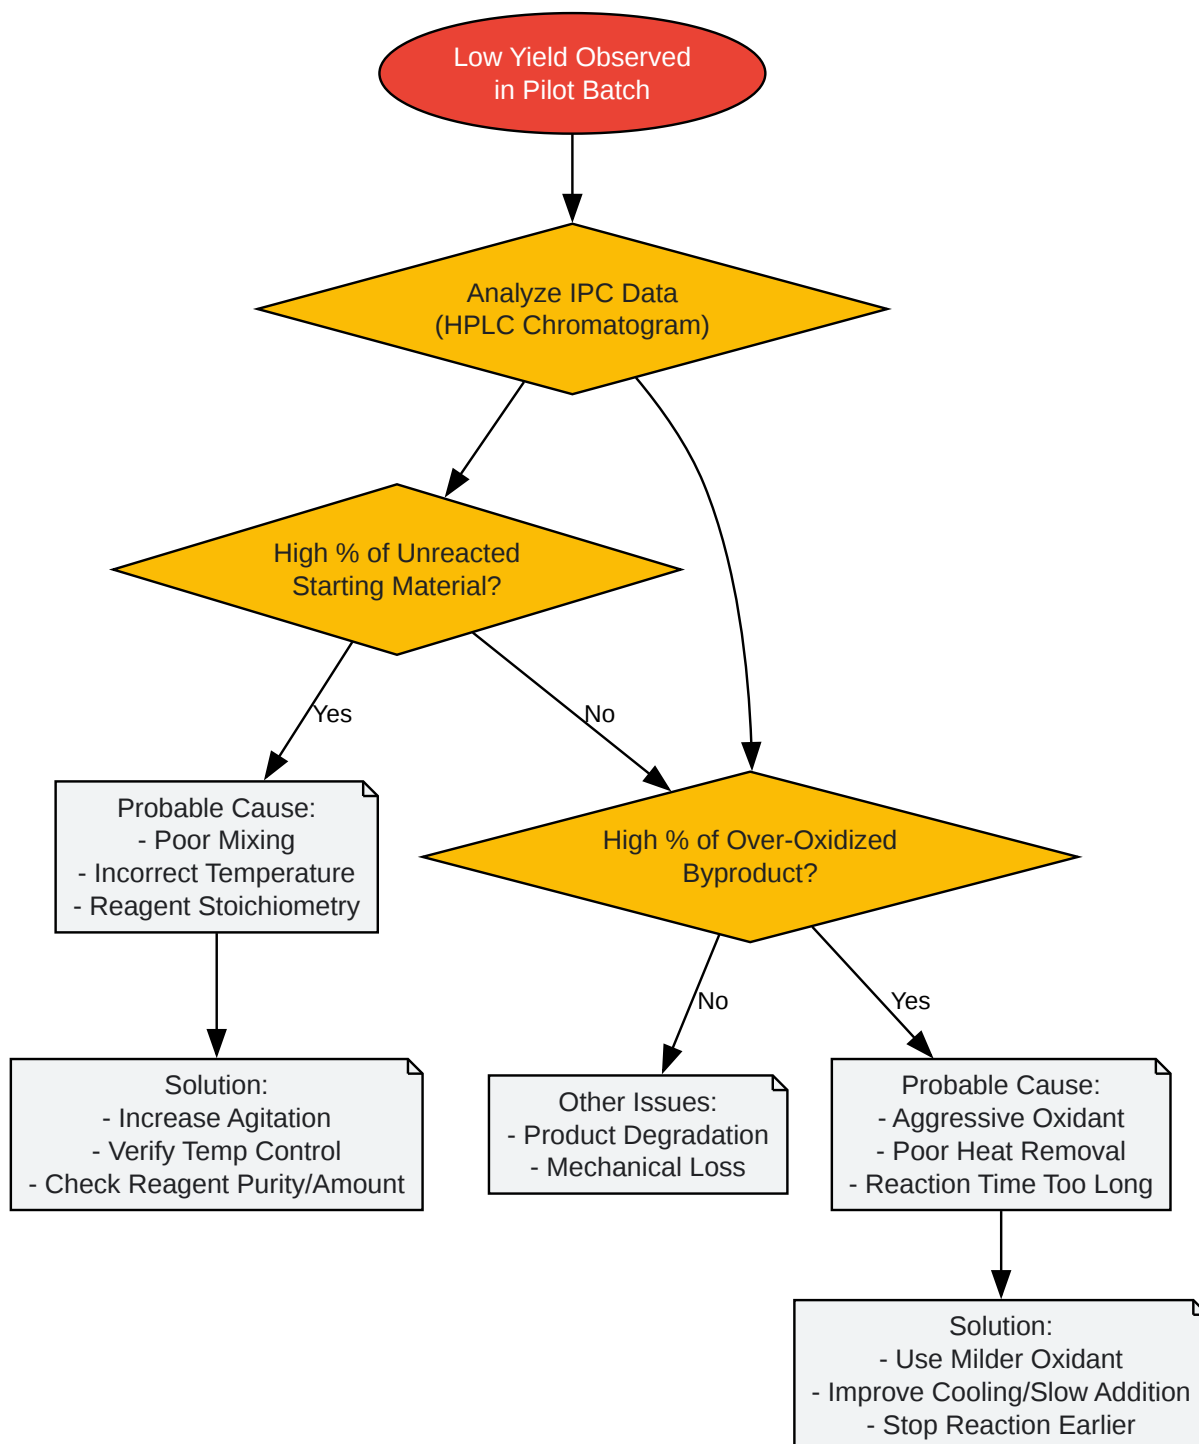 Low Yield Observed
in Pilot Batch
Analyze IPC Data
(HPLC Chromatogram)
High % of Unreacted
Starting Material?
Yes
No
Probable Cause:
- Poor Mixing
- Incorrect Temperature
- Reagent Stoichiometry
High % of Over-Oxidized
Byproduct?
No
Yes
Solution:
- Increase Agitation
- Verify Temp Control
- Check Reagent Purity/Amount
Other Issues:
- Product Degradation
- Mechanical Loss
Probable Cause:
- Aggressive Oxidant
- Poor Heat Removal
- Reaction Time Too Long
Solution:
- Use Milder Oxidant
- Improve Cooling/Slow Addition
- Stop Reaction Earlier